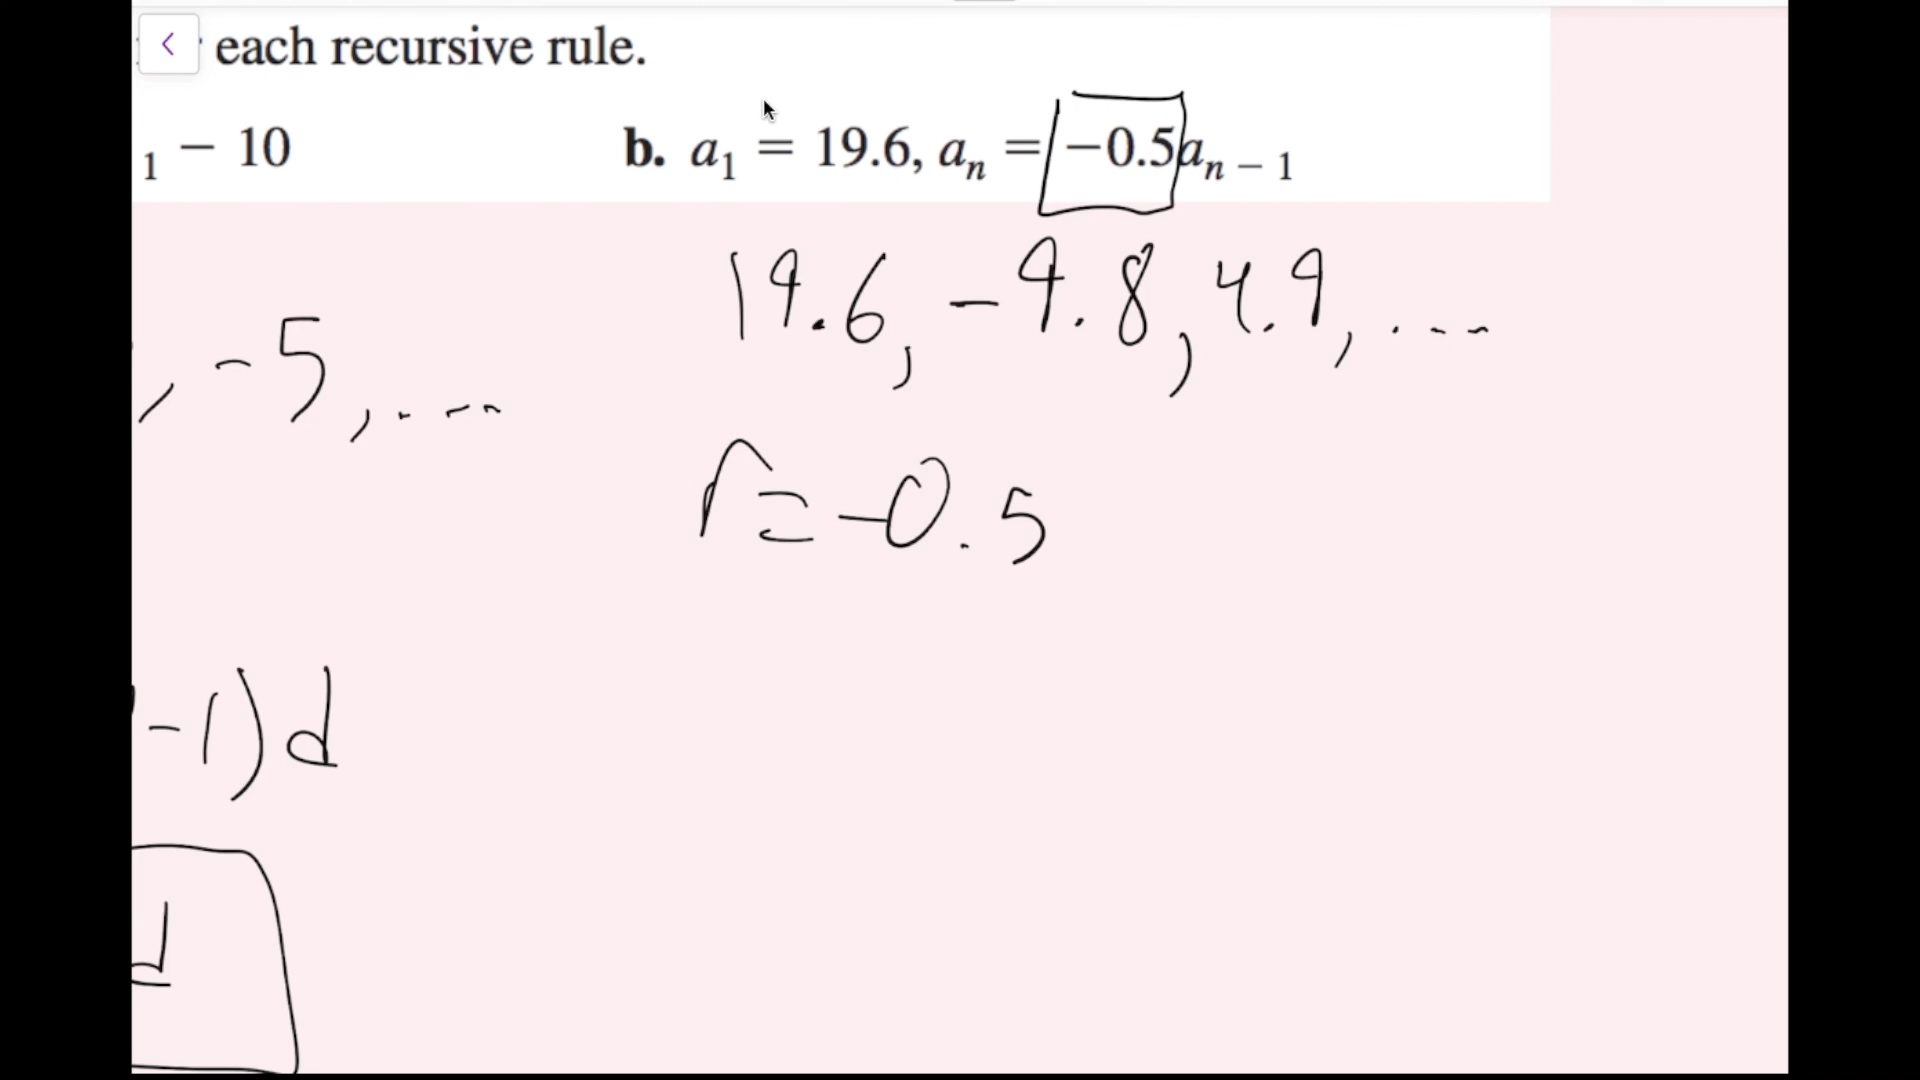 each recursive rule.
₁ − 10
b. a₁ = 19.6, aₙ = −0.5aₙ₋₁
19.6, -9.8, 4.9, ....
, -5, ....
r = -0.5
-1)d
d